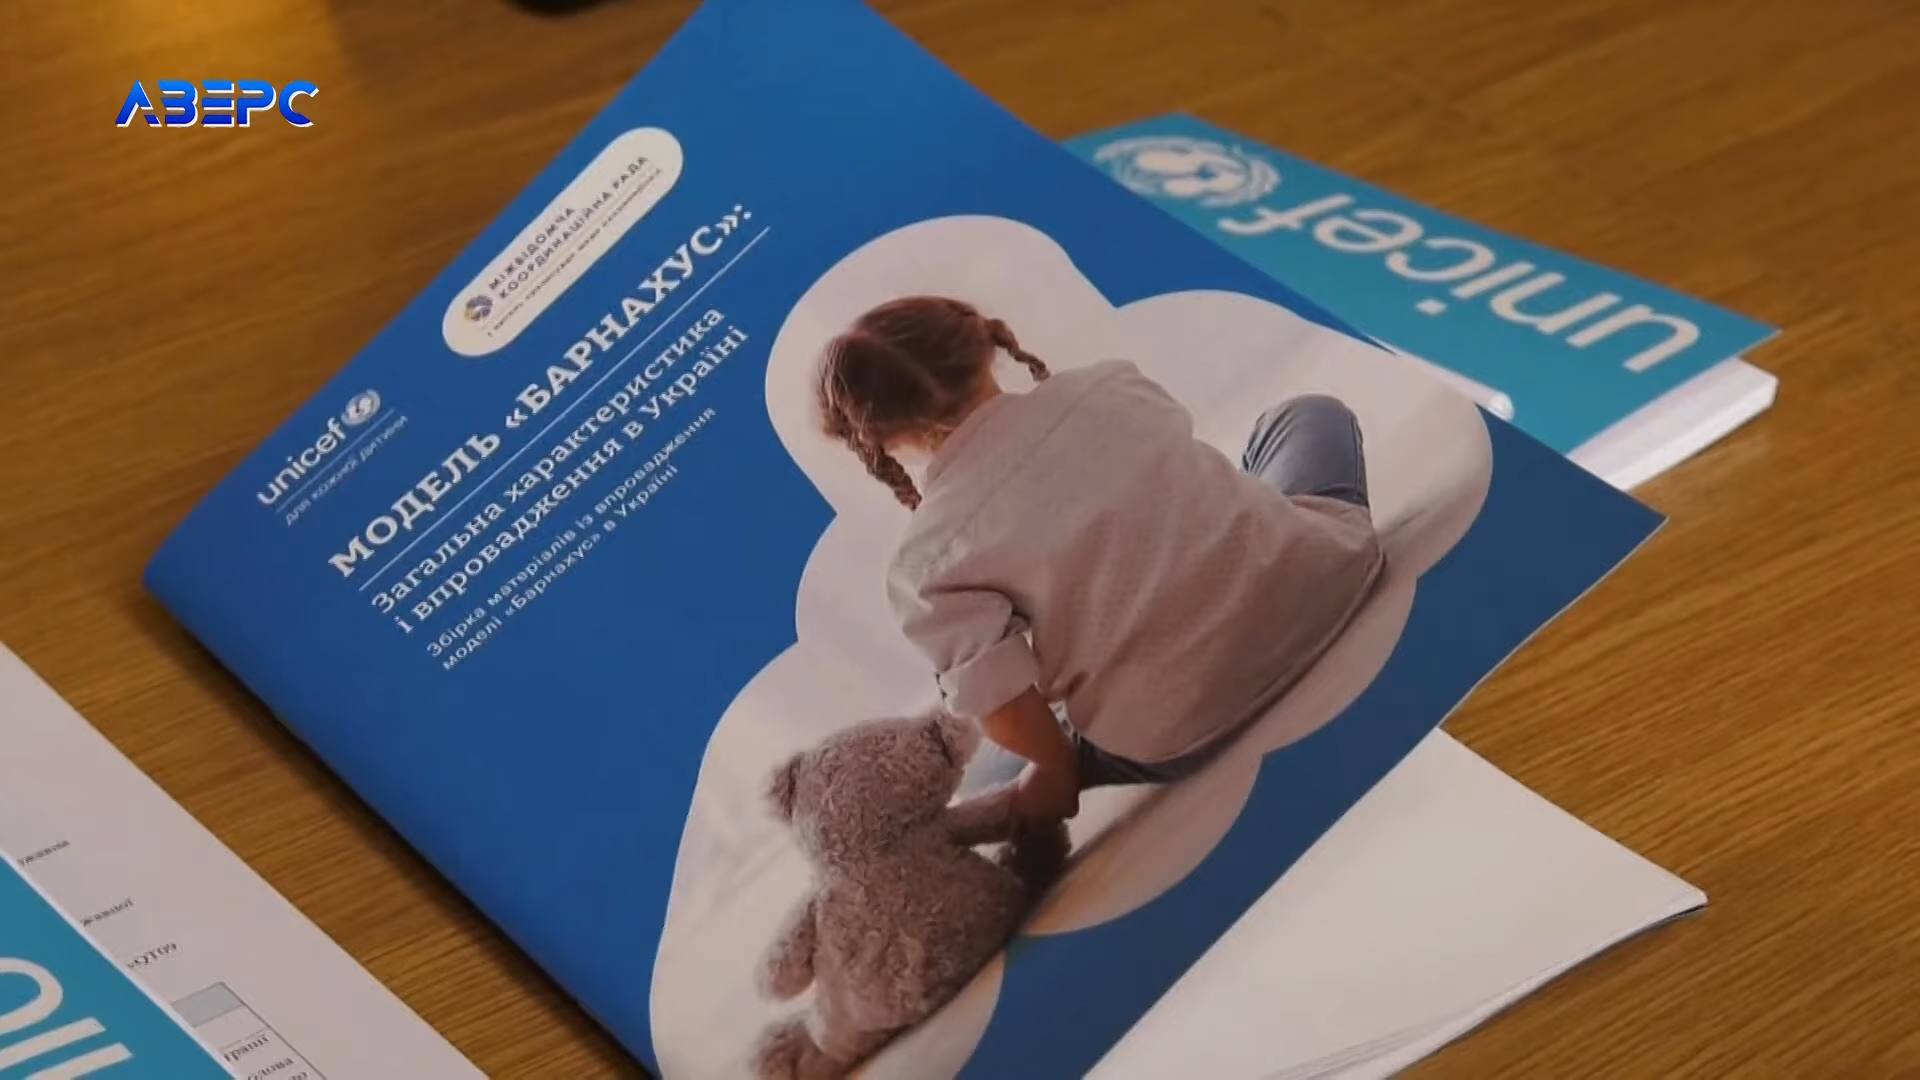 АВЕРС
МІЖВІДОМЧА
КООРДИНАЦІЙНА РАДА
unicef
для кожної дитини
МОДЕЛЬ «БАРНАХУС»:
Загальна характеристика
і впровадження в Україні
Збірка матеріалів із впровадження
моделі «Барнахус» в Україні
unicef